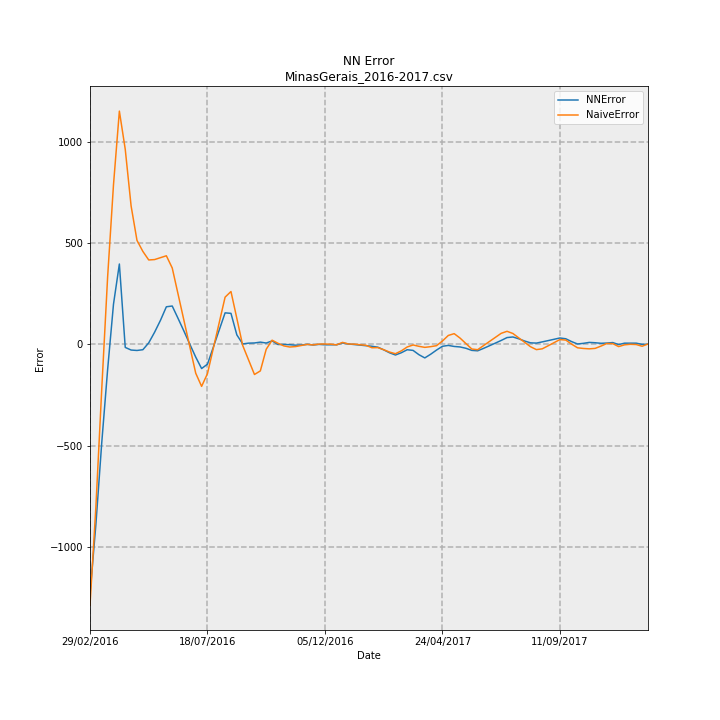 NN Error
MinasGerais_2016-2017.csv
NNError
NaiveError
1000
500
0
−500
−1000
Error
29/02/2016 18/07/2016 05/12/2016 24/04/2017 11/09/2017
Date